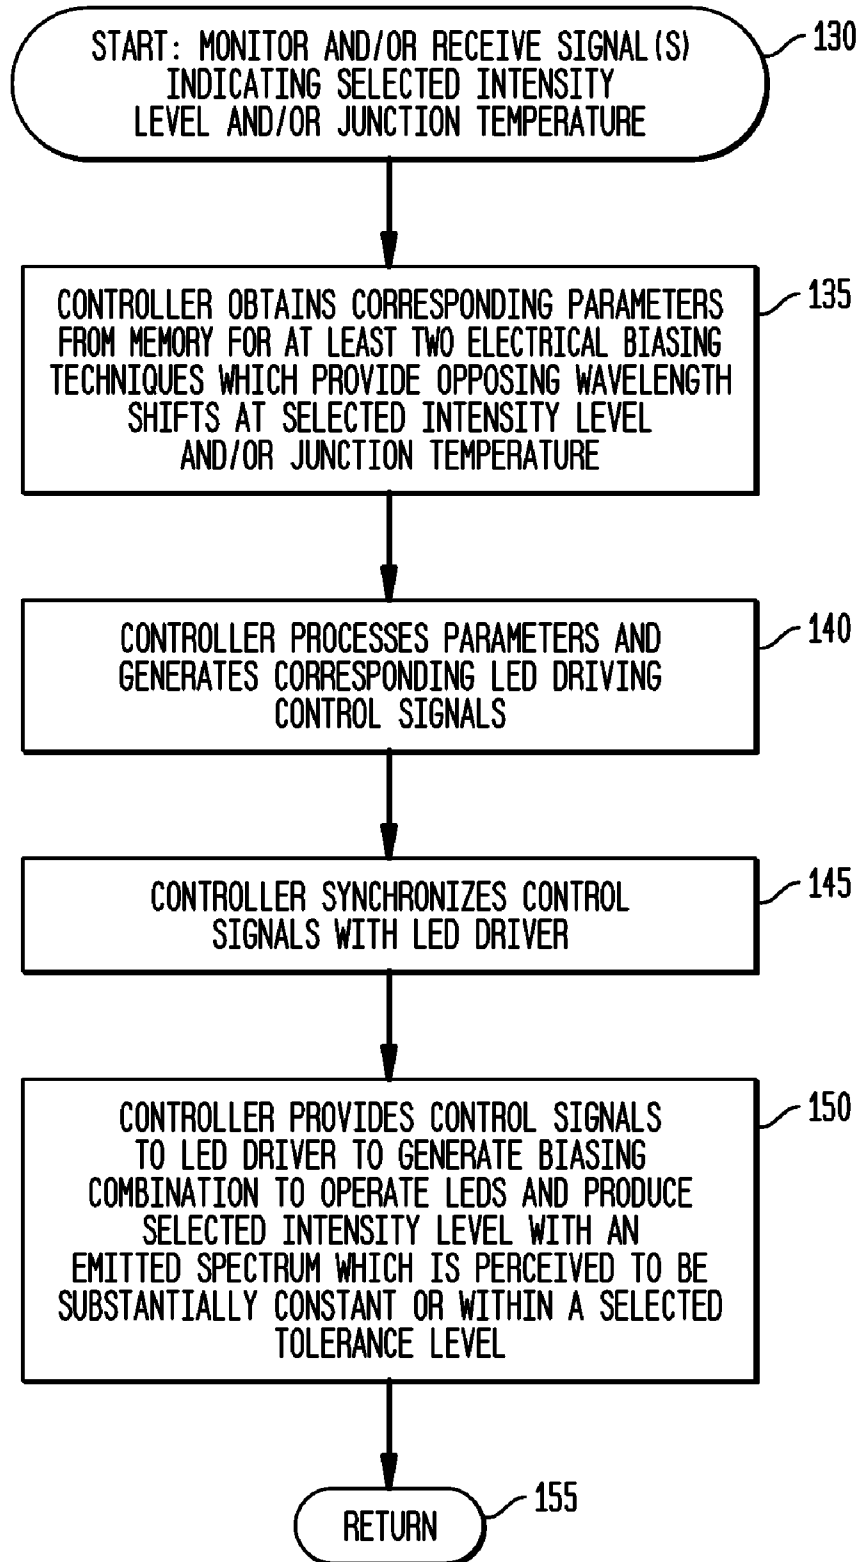 START: MONITOR AND/OR RECEIVE SIGNAL(S)
INDICATING SELECTED INTENSITY
LEVEL AND/OR JUNCTION TEMPERATURE
130
CONTROLLER OBTAINS CORRESPONDING PARAMETERS
FROM MEMORY FOR AT LEAST TWO ELECTRICAL BIASING
TECHNIQUES WHICH PROVIDE OPPOSING WAVELENGTH
SHIFTS AT SELECTED INTENSITY LEVEL
AND/OR JUNCTION TEMPERATURE
135
CONTROLLER PROCESSES PARAMETERS AND
GENERATES CORRESPONDING LED DRIVING
CONTROL SIGNALS
140
CONTROLLER SYNCHRONIZES CONTROL
SIGNALS WITH LED DRIVER
145
CONTROLLER PROVIDES CONTROL SIGNALS
TO LED DRIVER TO GENERATE BIASING
COMBINATION TO OPERATE LEDS AND PRODUCE
SELECTED INTENSITY LEVEL WITH AN
EMITTED SPECTRUM WHICH IS PERCEIVED TO BE
SUBSTANTIALLY CONSTANT OR WITHIN A SELECTED
TOLERANCE LEVEL
150
RETURN
155